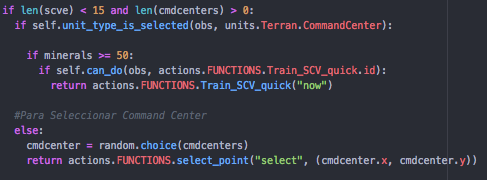 if len(scve) < 15 and len(cmdcenters) > 0:
if self.unit_type_is_selected(obs, units.Terran.CommandCenter):
if minerals >= 50:
if self.can_do(obs, actions.FUNCTIONS.Train_SCV_quick.id):
return actions.FUNCTIONS.Train_SCV_quick("now")
#Para Seleccionar Command Center
else:
cmdcenter = random.choice(cmdcenters)
return actions.FUNCTIONS.select_point("select", (cmdcenter.x, cmdcenter.y))